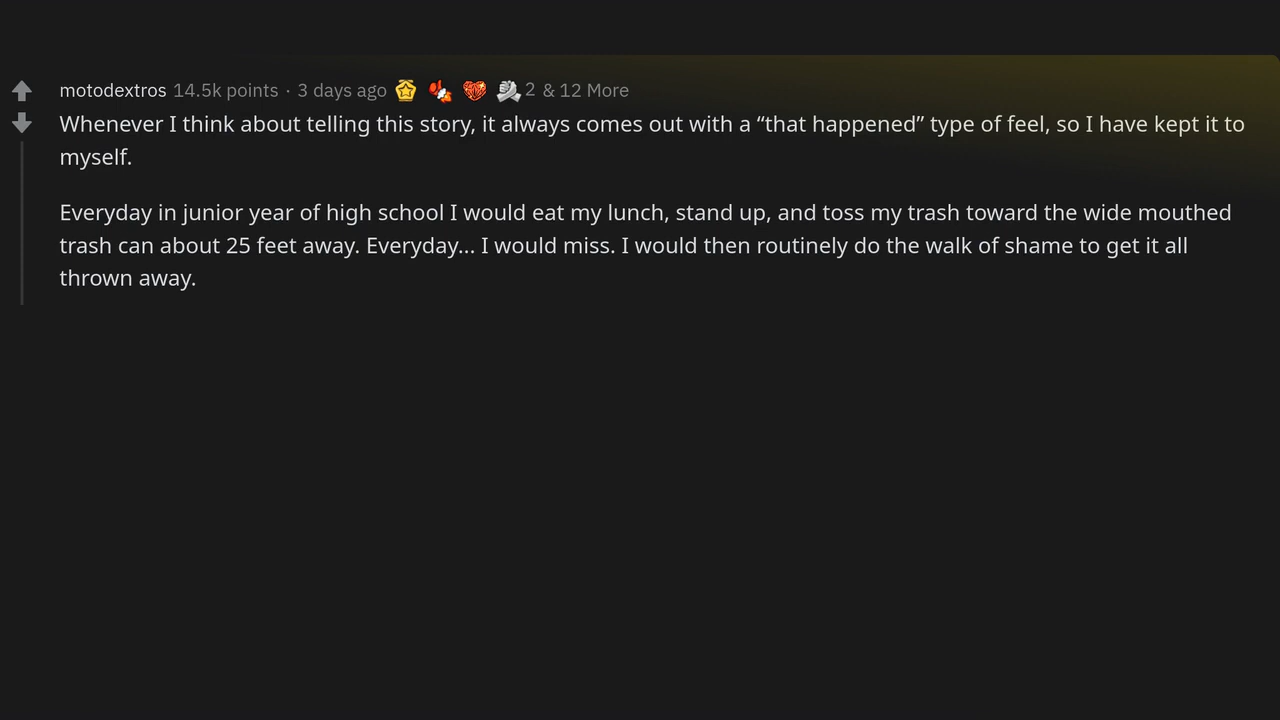 motodextros 14.5k points · 3 days ago 2 & 12 More
Whenever I think about telling this story, it always comes out with a “that happened” type of feel, so I have kept it to
myself.
Everyday in junior year of high school I would eat my lunch, stand up, and toss my trash toward the wide mouthed
trash can about 25 feet away. Everyday... I would miss. I would then routinely do the walk of shame to get it all
thrown away.